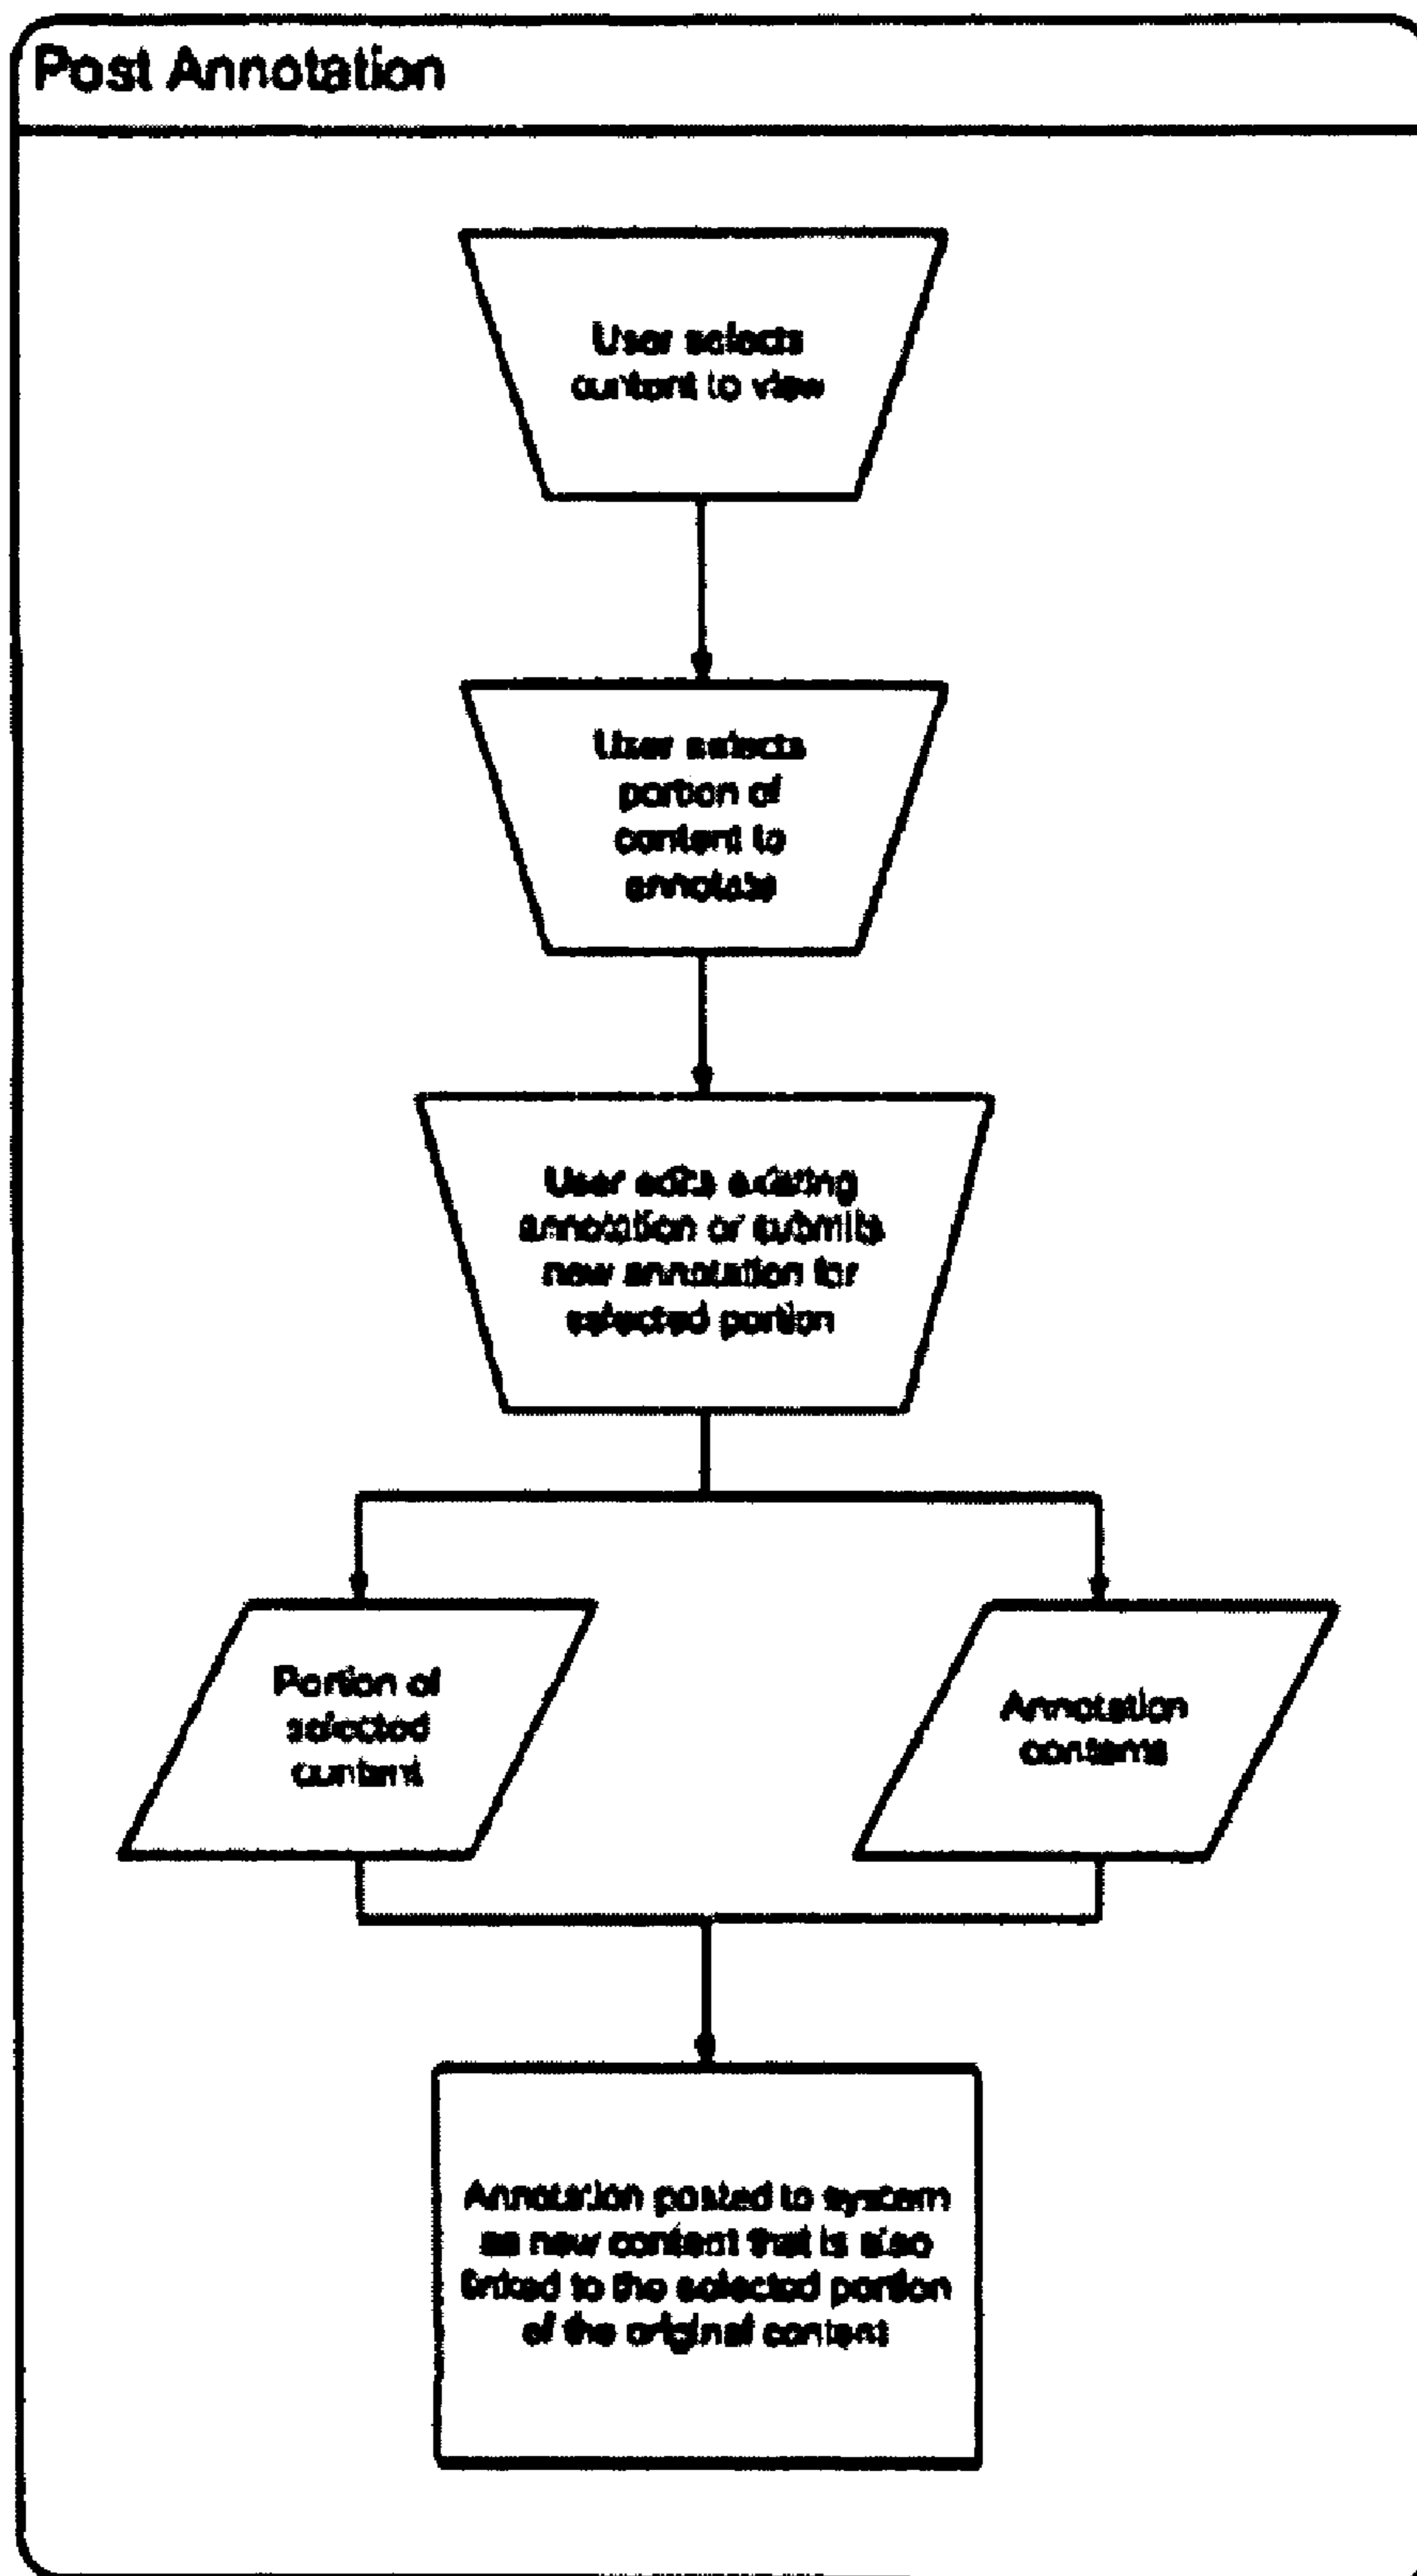 Post Annotation
User selects
content to view
User selects
portion of
content to
annotate
User edits existing
annotation or submits
new annotation for
selected portion
Portion of
selected
content
Annotation
contents
Annotation posted to system
as new content that is also
linked to the selected portion
of the original content